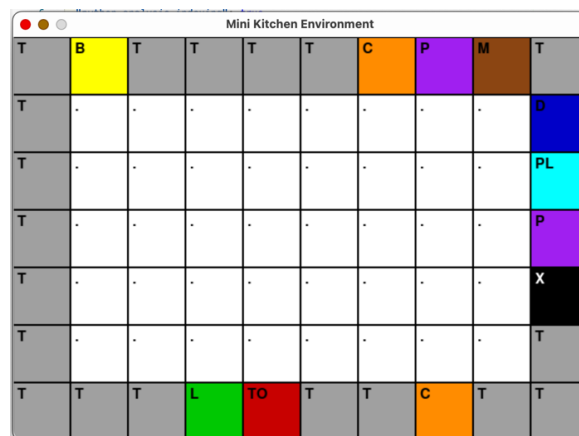 Mini Kitchen Environment
T B T T T T C P M T
T . . . . . . . . D
T . . . . . . . . PL
T . . . . . . . . P
T . . . . . . . . X
T . . . . . . . . T
T T T L TO T T C T T